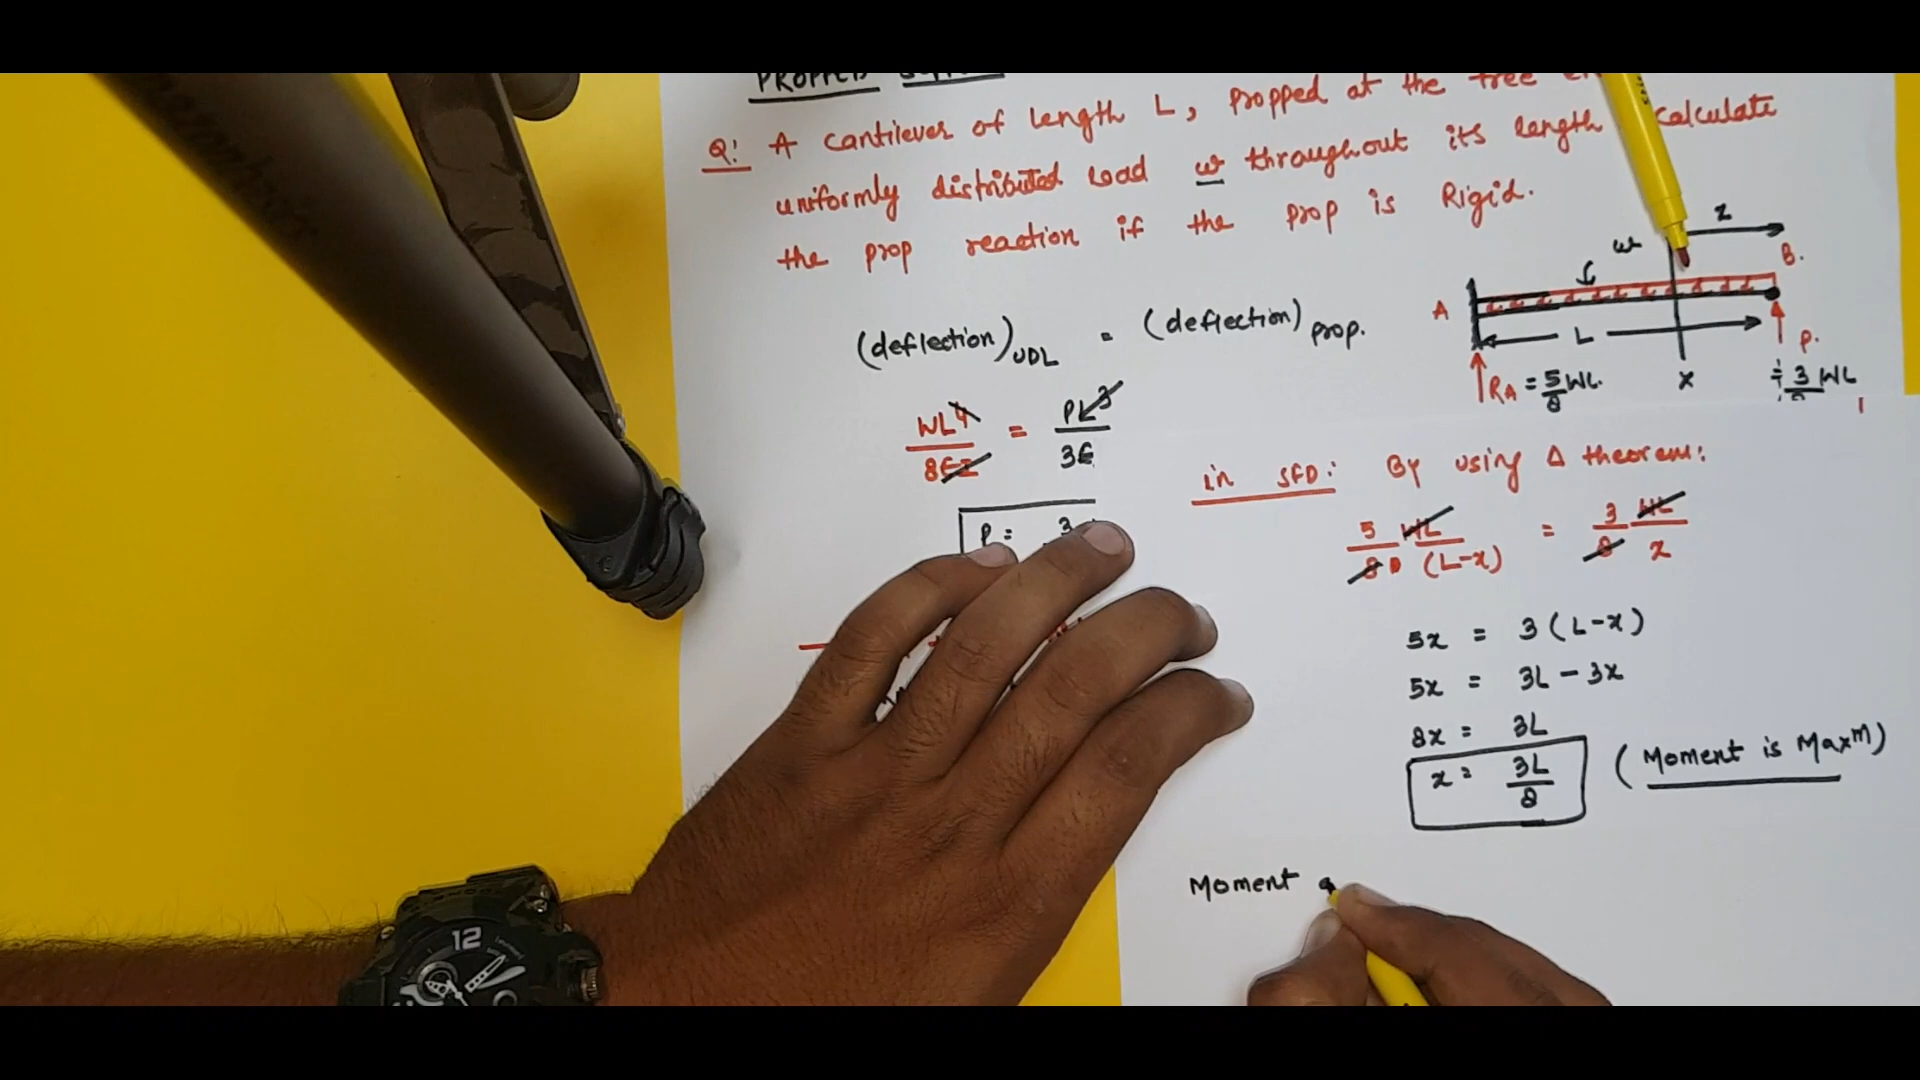 PROPPED
Q: A cantilever of length L, propped at the free
uniformly distributed load w throughout its length calculate
the prop reaction if the prop is Rigid.
(deflection)UDL = (deflection)prop.
WL⁴/8EI = PL³/3E
P = 3
w
x
B.
A
L
P.
RA = 5/8 WL.
X
= 3 WL
in SFD: By using Δ theorem:
5/8 WL/(L-x) = 3/8 WL/x
5x = 3(L-x)
5x = 3L - 3x
8x = 3L
x = 3L/8 (Moment is Maxᵐ)
Moment
12